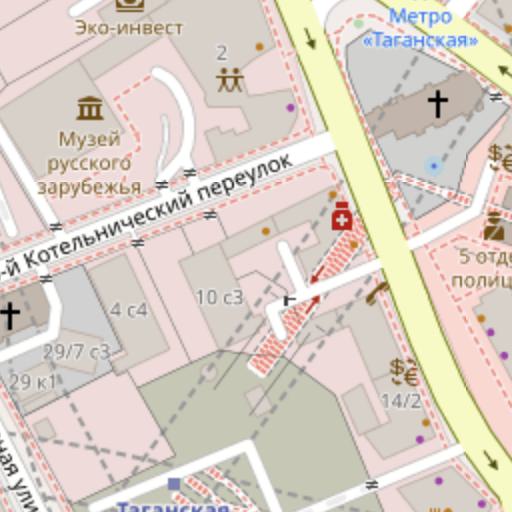 Метро
«Таганская»
Эко-инвест
2
Музей
русского
зарубежья
-й Котельнический переулок
5 отде
полиц
10 с3
4 с4
29/7 с3
29 к1
14/2
ная ули
Таганская